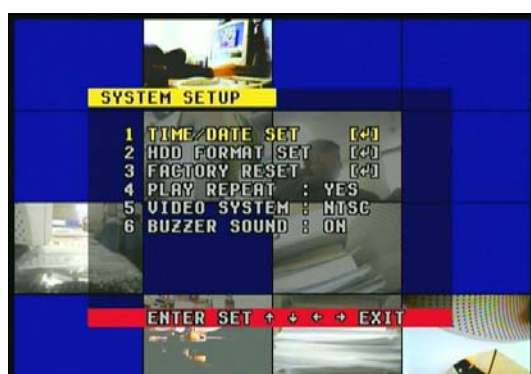 SYSTEM SETUP
1 TIME/DATE SET [↲]
2 HDD FORMAT SET [↲]
3 FACTORY RESET [↲]
4 PLAY REPEAT : YES
5 VIDEO SYSTEM : NTSC
6 BUZZER SOUND : ON
ENTER SET ↑ ↓ ← → EXIT